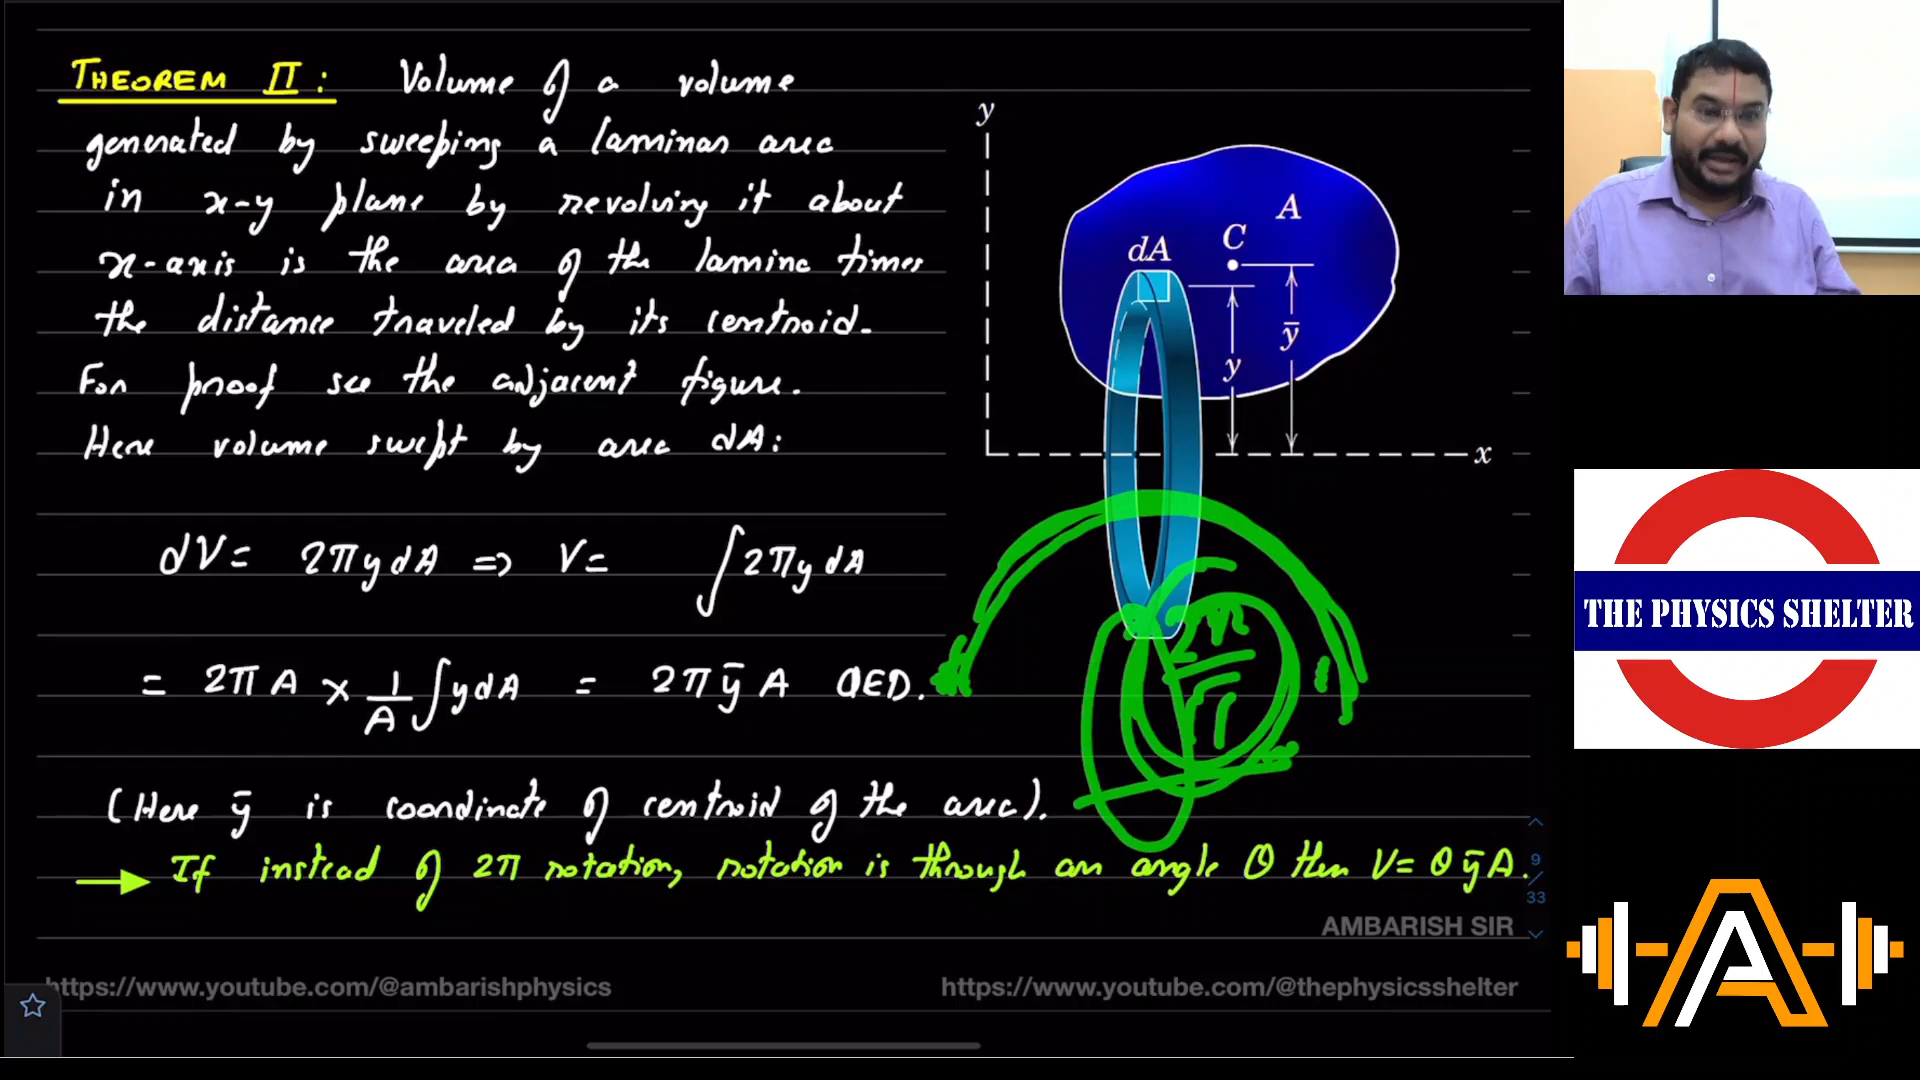 THEOREM II : Volume of a volume
generated by sweeping a laminar area
in x-y plane by revolving it about
x-axis is the area of the lamina times
the distance traveled by its centroid.
For proof see the adjacent figure.
Here volume swept by area dA:
dV = 2πy dA ⇒ V = ∫ 2πy dA
= 2π A × 1/A ∫ y dA = 2π ȳ A QED.
(Here ȳ is coordinate of centroid of the area).
→ If instead of 2π rotation, rotation is through an angle θ then V = θ ȳ A.
y
A
C
dA
ȳ
y
x
9
/
33
AMBARISH SIR
https://www.youtube.com/@ambarishphysics
https://www.youtube.com/@thephysicsshelter
THE PHYSICS SHELTER
A